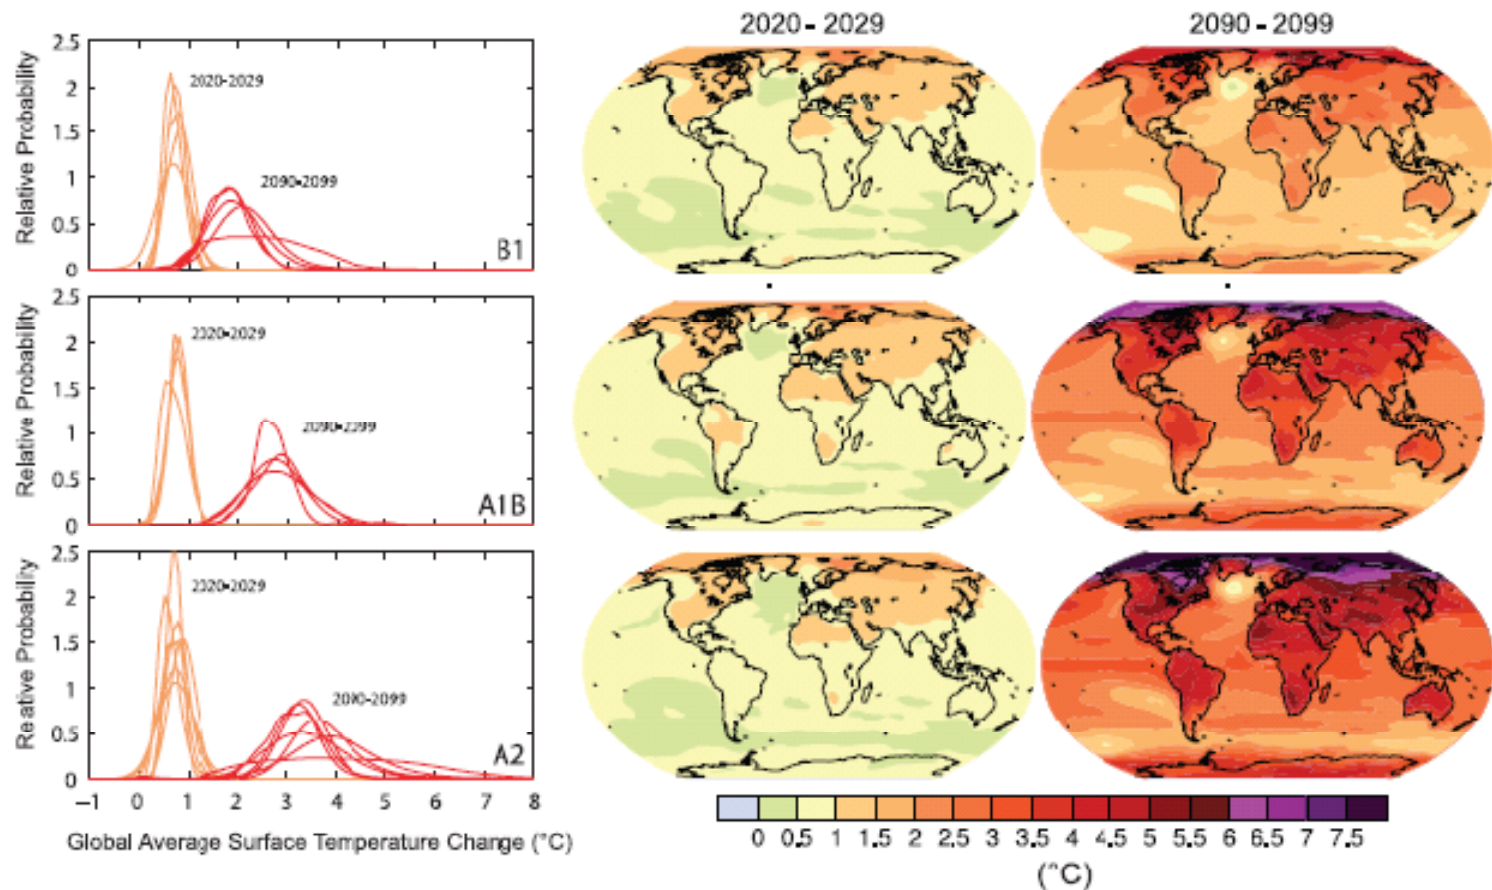 2020 - 2029
2090 - 2099
Relative Probability
2.5
2
1.5
1
0.5
0
2020-2029
2090-2099
B1
Relative Probability
2.5
2
1.5
1
0.5
0
2020-2029
2090-2099
A1B
Relative Probability
2.5
2
1.5
1
0.5
0
2020-2029
2090-2099
A2
−1 0 1 2 3 4 5 6 7 8
Global Average Surface Temperature Change (°C)
0 0.5 1 1.5 2 2.5 3 3.5 4 4.5 5 5.5 6 6.5 7 7.5
(°C)